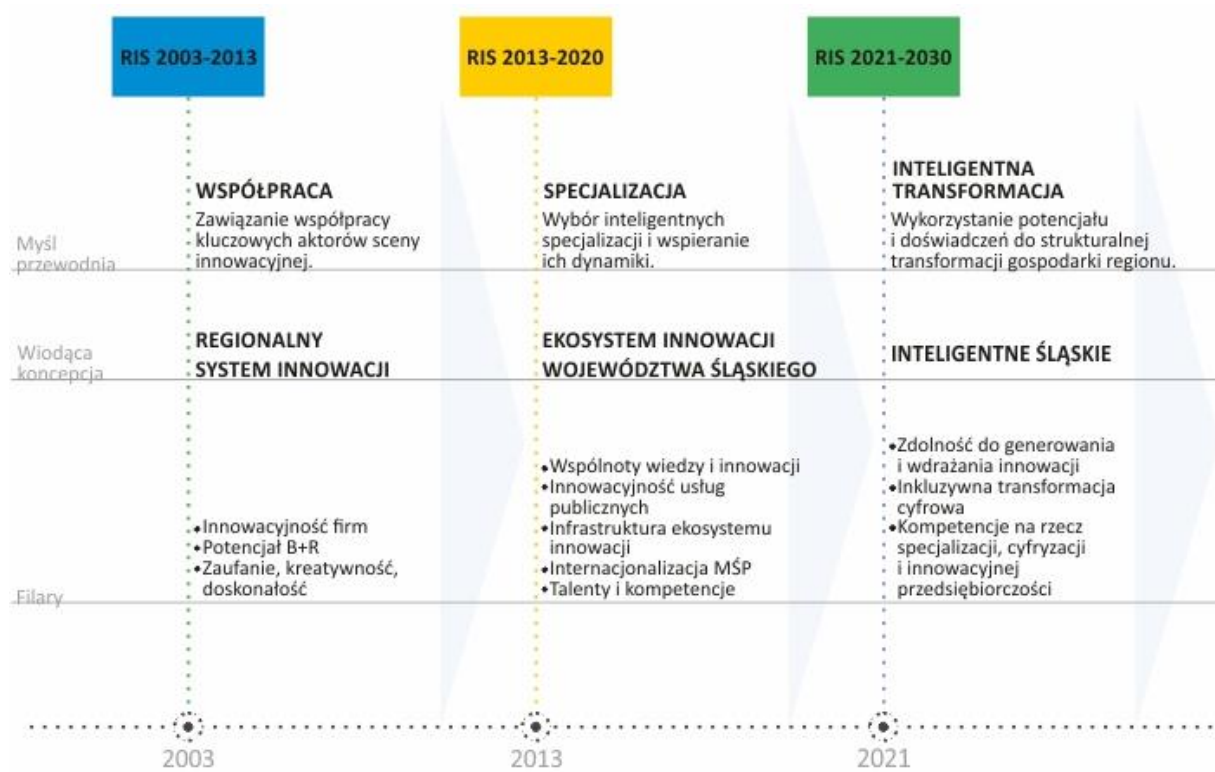 RIS 2003-2013
RIS 2013-2020
RIS 2021-2030
Myśl
przewodnia
WSPÓŁPRACA
Zawiązanie współpracy
kluczowych aktorów sceny
innowacyjnej.
SPECJALIZACJA
Wybór inteligentnych
specjalizacji i wspieranie
ich dynamiki.
INTELIGENTNA
TRANSFORMACJA
Wykorzystanie potencjału
i doświadczeń do strukturalnej
transformacji gospodarki regionu.
Wiodąca
koncepcja
REGIONALNY
SYSTEM INNOWACJI
EKOSYSTEM INNOWACJI
WOJEWÓDZTWA ŚLĄSKIEGO
INTELIGENTNE ŚLĄSKIE
Filary
•Innowacyjność firm
•Potencjał B+R
•Zaufanie, kreatywność,
doskonałość
•Wspólnoty wiedzy i innowacji
•Innowacyjność usług
publicznych
•Infrastruktura ekosystemu
innowacji
•Internacjonalizacja MŚP
•Talenty i kompetencje
•Zdolność do generowania
i wdrażania innowacji
•Inkluzywna transformacja
cyfrowa
•Kompetencje na rzecz
specjalizacji, cyfryzacji
i innowacyjnej
przedsiębiorczości
2003
2013
2021